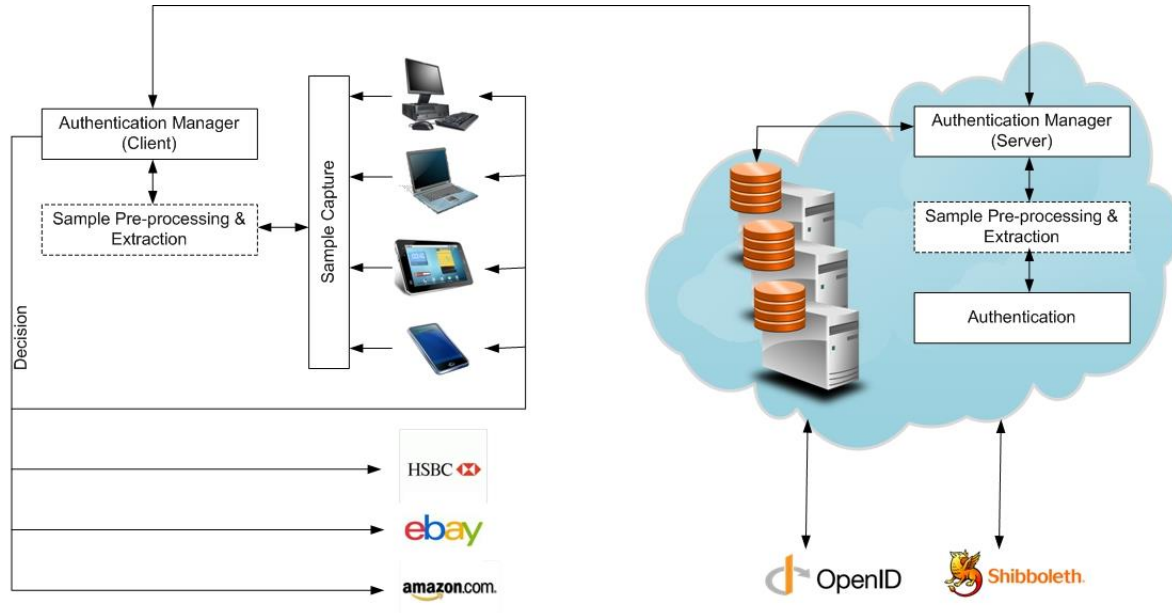 Authentication Manager
(Client)
Sample Pre-processing &
Extraction
Sample Capture
Decision
HSBC
ebay
amazon.com.
Authentication Manager
(Server)
Sample Pre-processing &
Extraction
Authentication
OpenID
Shibboleth.